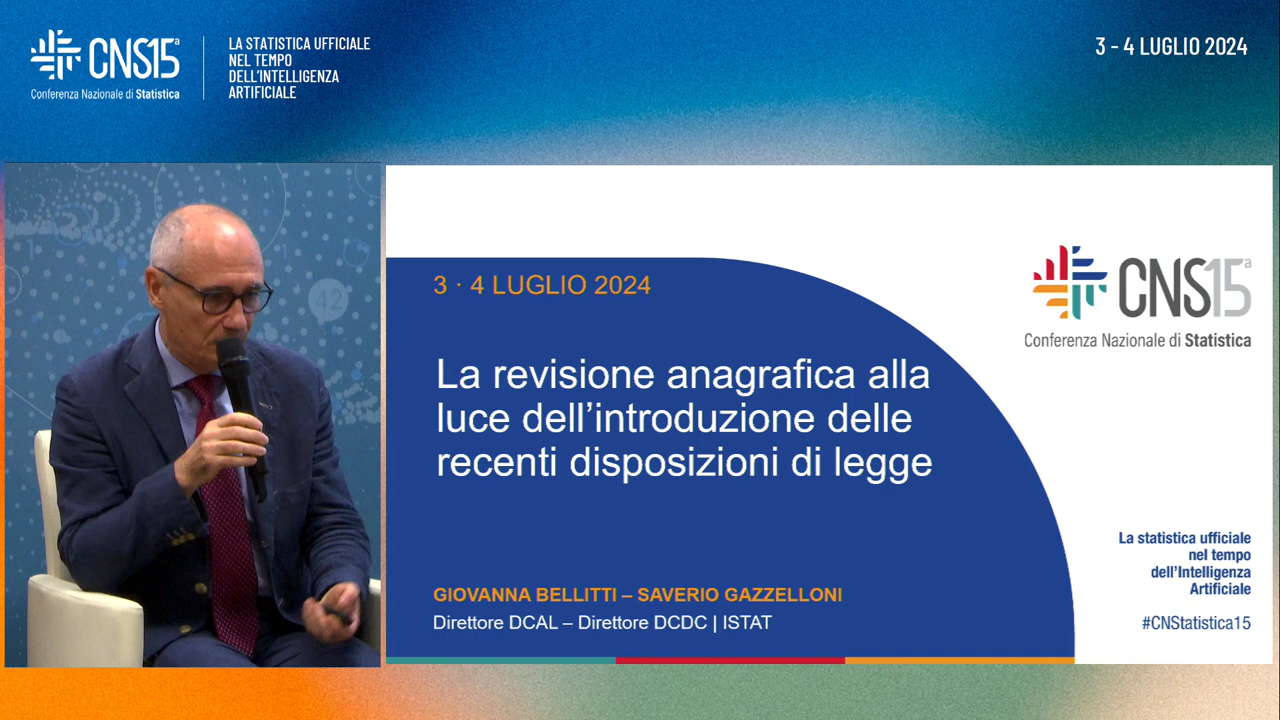 CNS15a
Conferenza Nazionale di Statistica
LA STATISTICA UFFICIALE
NEL TEMPO
DELL'INTELLIGENZA
ARTIFICIALE
3 - 4 LUGLIO 2024
42
3 · 4 LUGLIO 2024
La revisione anagrafica alla
luce dell'introduzione delle
recenti disposizioni di legge
GIOVANNA BELLITTI – SAVERIO GAZZELLONI
Direttore DCAL – Direttore DCDC | ISTAT
CNS15a
Conferenza Nazionale di Statistica
La statistica ufficiale
nel tempo
dell'Intelligenza
Artificiale
#CNStatistica15